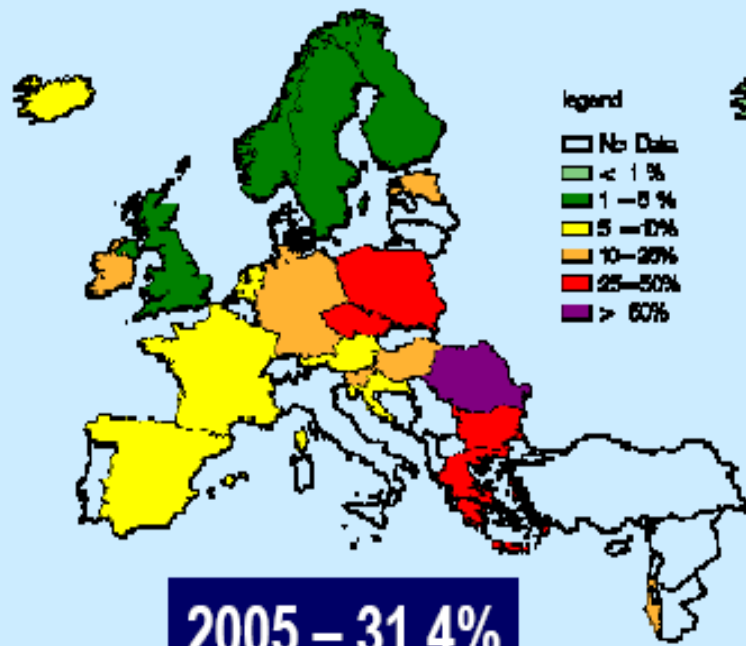 legend
No Data
< 1 %
1 – 5 %
5 – 10%
10 – 25%
25 – 50%
> 50%
2005 – 31.4%